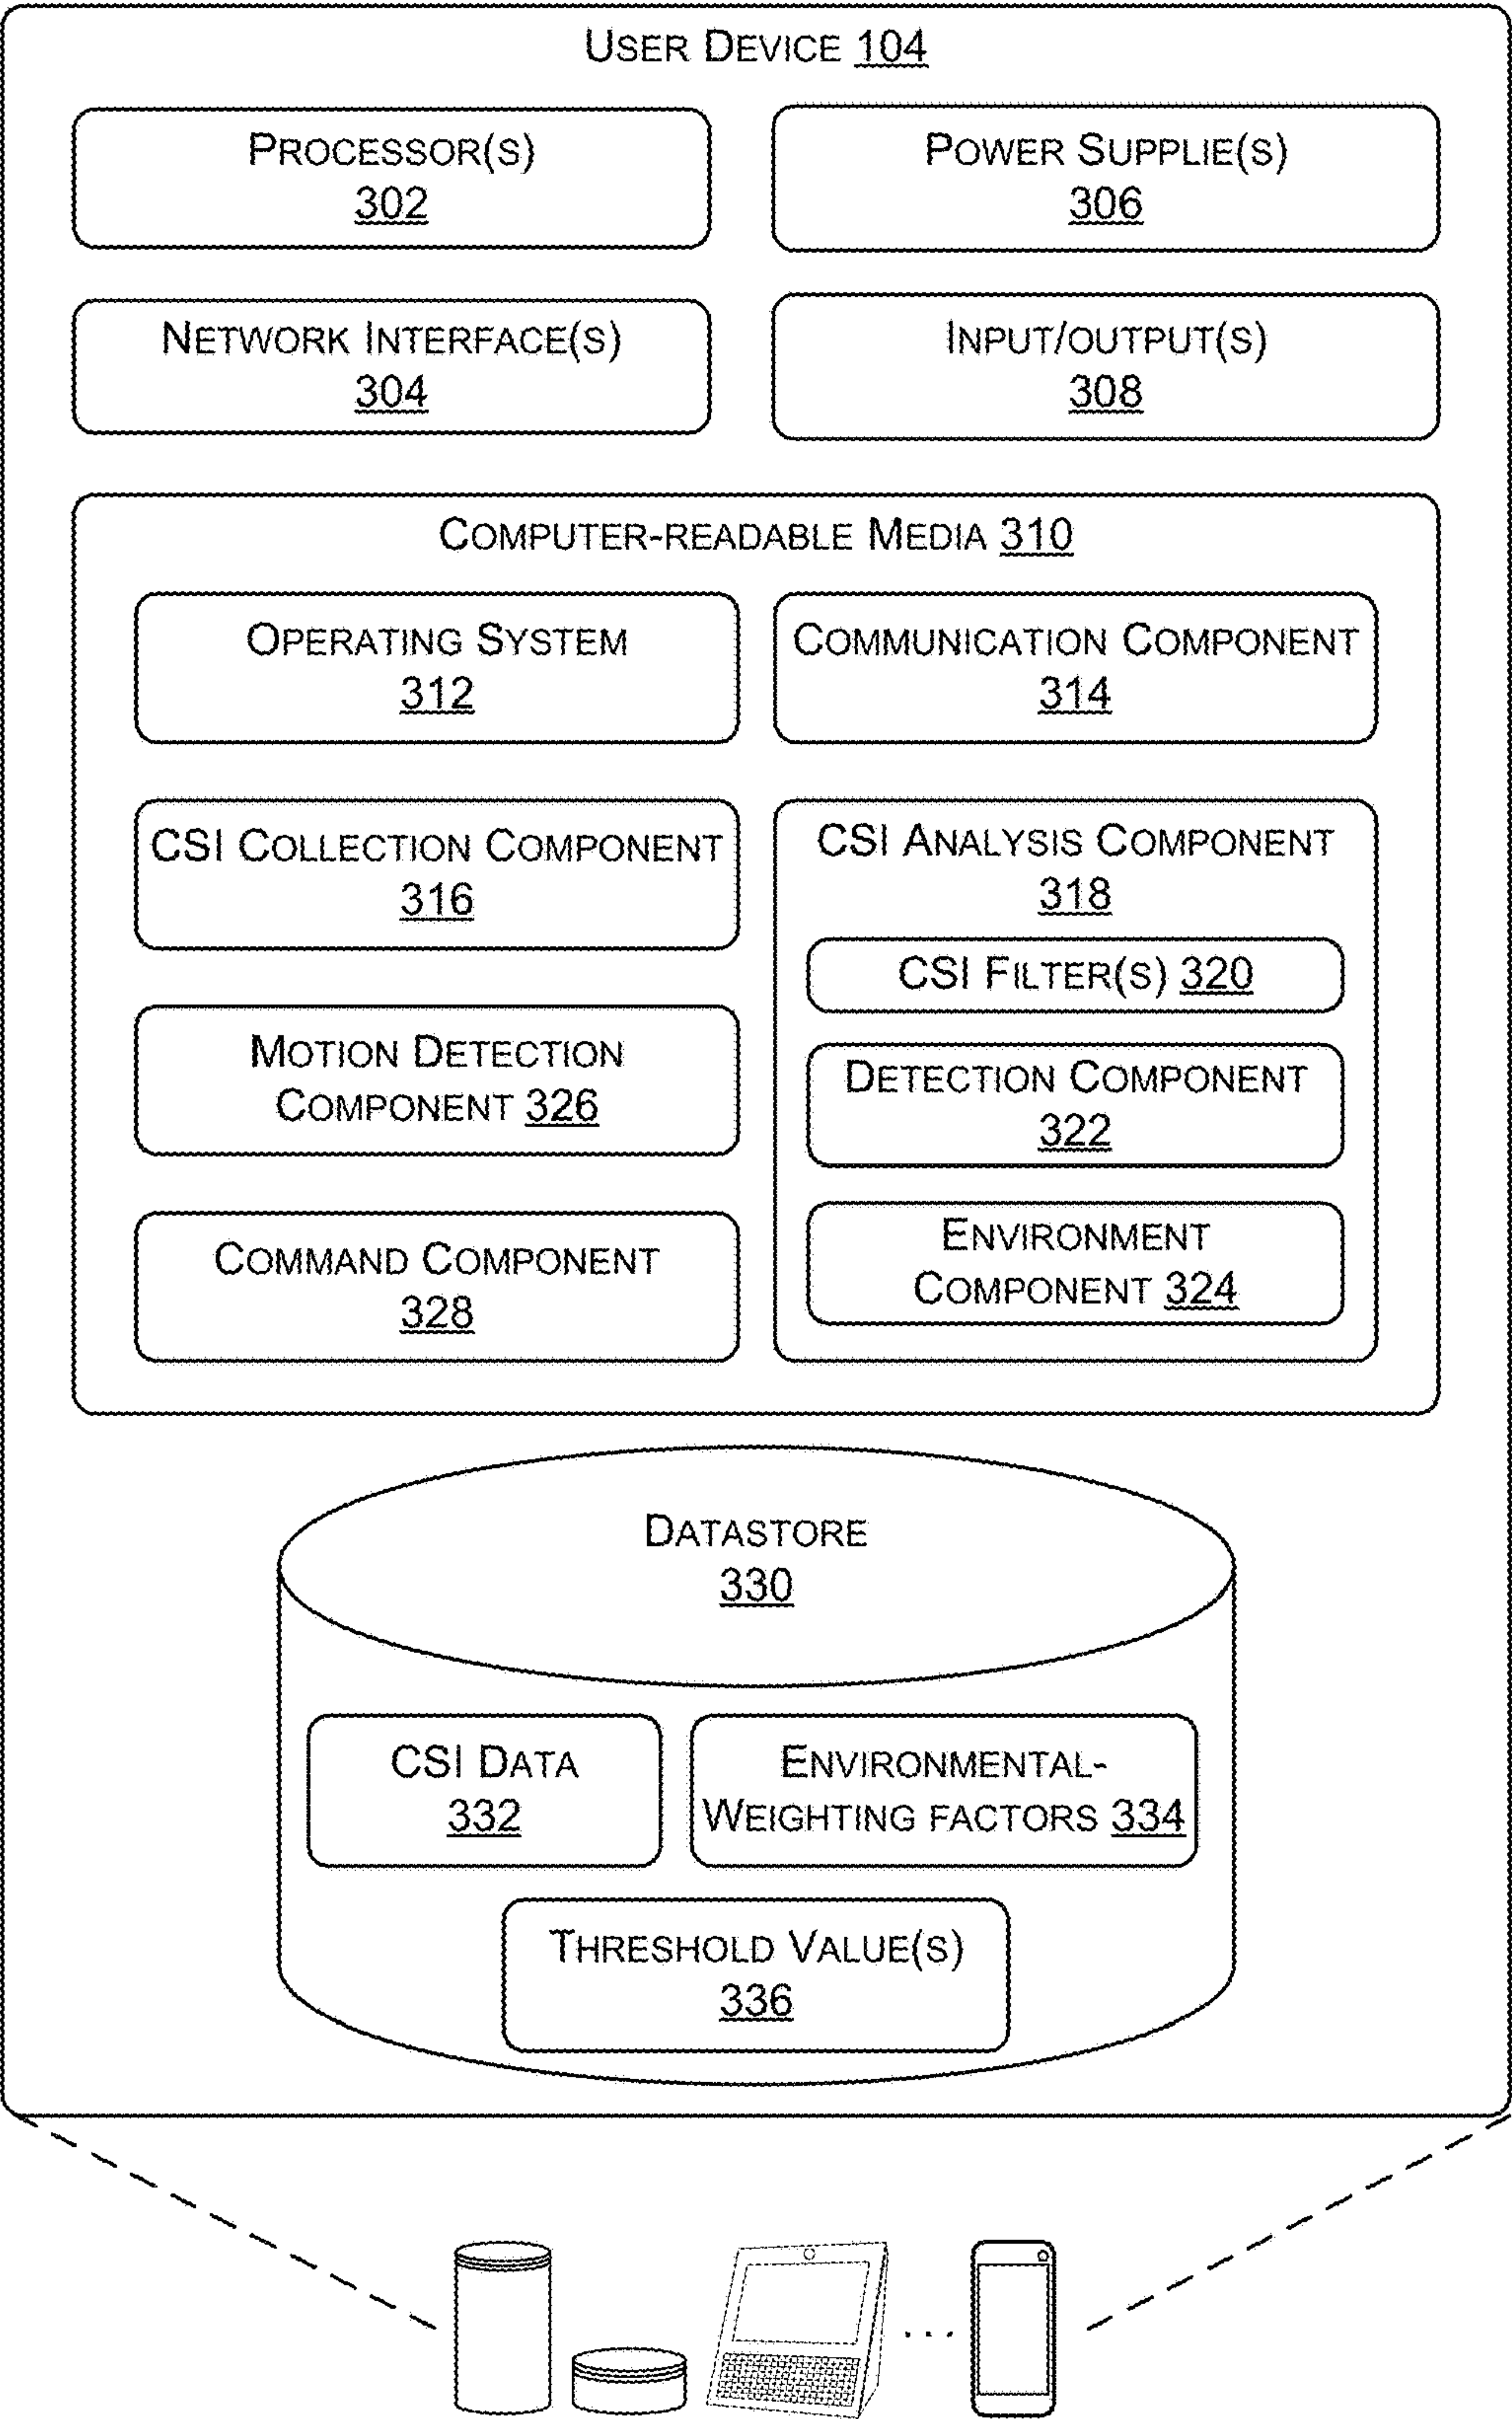 USER DEVICE 104
PROCESSOR(S)
302
POWER SUPPLIE(S)
306
NETWORK INTERFACE(S)
304
INPUT/OUTPUT(S)
308
COMPUTER-READABLE MEDIA 310
OPERATING SYSTEM
312
COMMUNICATION COMPONENT
314
CSI COLLECTION COMPONENT
316
CSI ANALYSIS COMPONENT
318
CSI FILTER(S) 320
DETECTION COMPONENT
322
ENVIRONMENT
COMPONENT 324
MOTION DETECTION
COMPONENT 326
COMMAND COMPONENT
328
DATASTORE
330
CSI DATA
332
ENVIRONMENTAL-
WEIGHTING FACTORS 334
THRESHOLD VALUE(S)
336
...